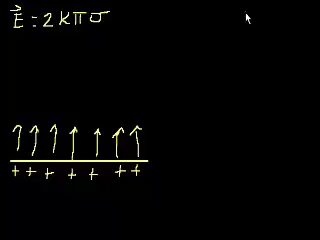 E⃗ = 2Kπσ
+ + + + + + +